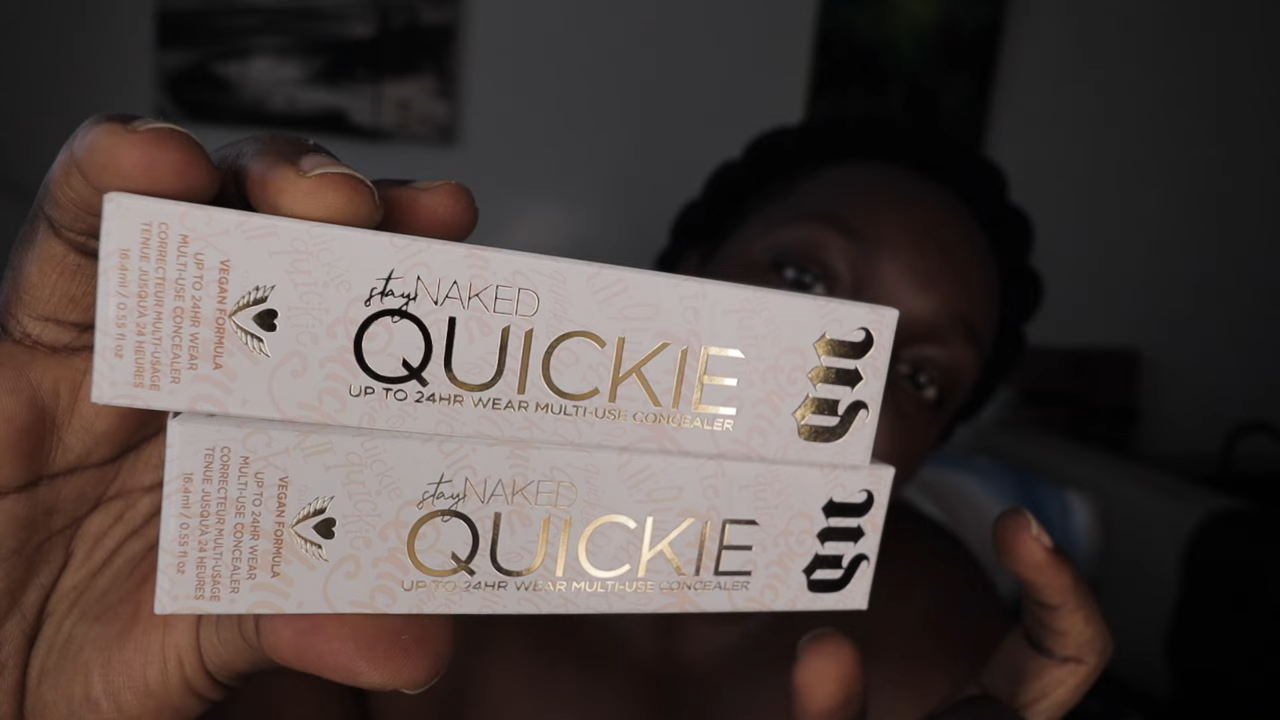 stay NAKED
QUICKIE
UP TO 24HR WEAR MULTI-USE CONCEALER
UD
VEGAN FORMULA
UP TO 24HR WEAR
MULTI-USE CONCEALER
CORRECTEUR MULTI-USAGE
TENUE JUSQU'À 24 HEURES
16.4ml / 0.55 fl oz
stay NAKED
QUICKIE
UP TO 24HR WEAR MULTI-USE CONCEALER
UD
VEGAN FORMULA
UP TO 24HR WEAR
MULTI-USE CONCEALER
CORRECTEUR MULTI-USAGE
TENUE JUSQU'À 24 HEURES
16.4ml / 0.55 fl oz